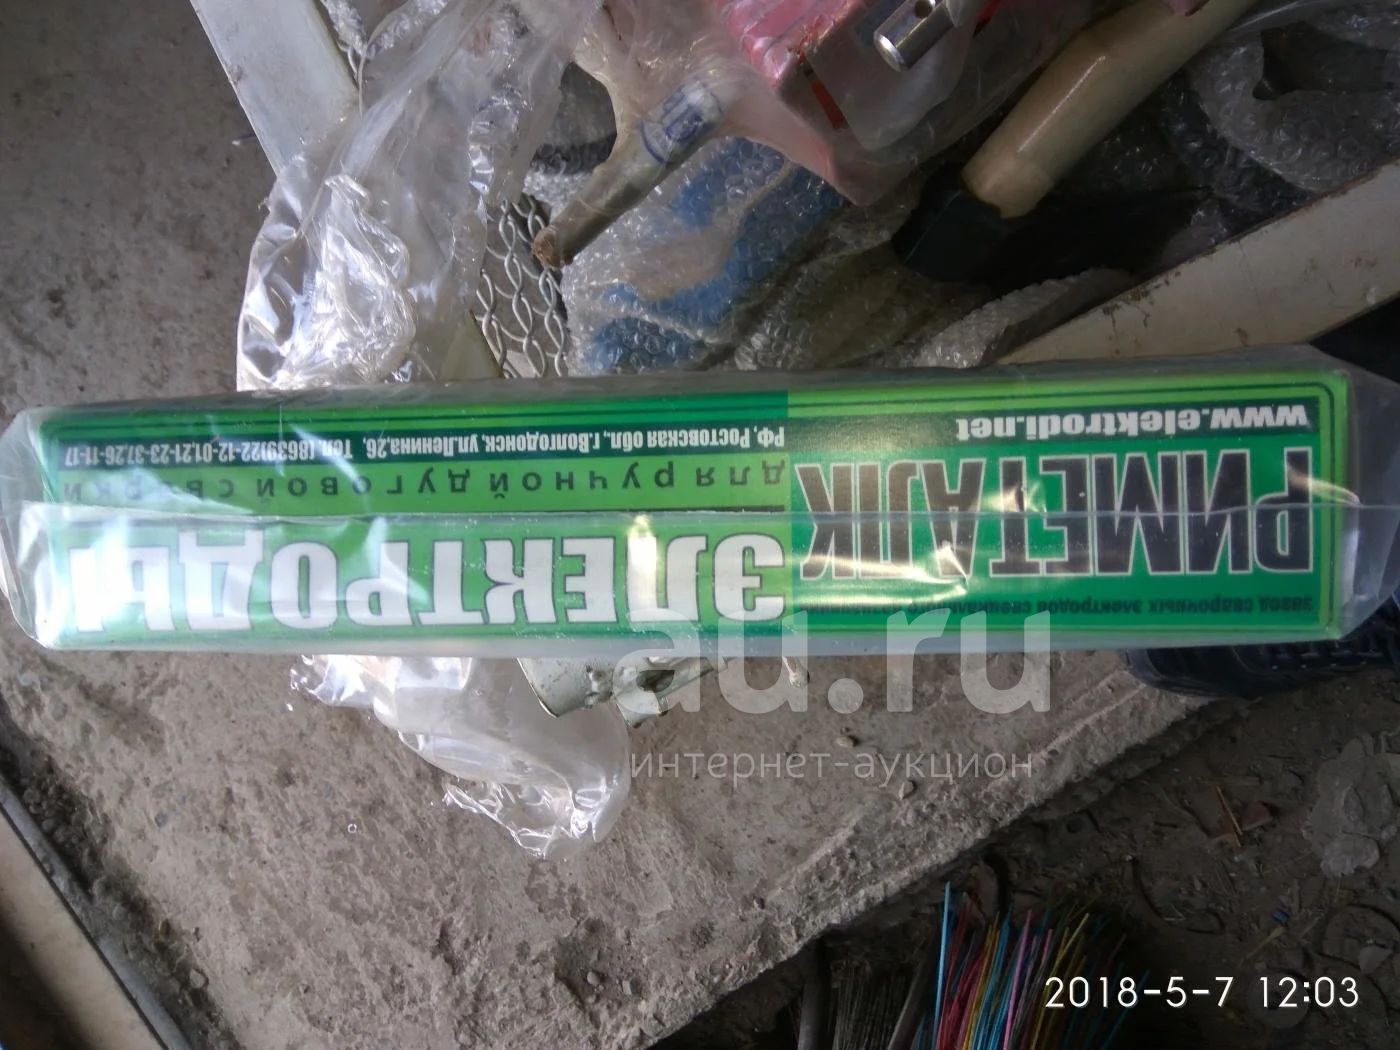 завод сварочных электродов специального назначения
РИМЕТАЛК
www.elektrodi.net
ЭЛЕКТРОДЫ
для ручной дуговой сварки
РФ, Ростовская обл., г.Волгодонск, ул.Ленина,26, Тел. (86392)22-12-01,21-23-31,26-11-17
au.ru
интернет-аукцион
2018-5-7 12:03